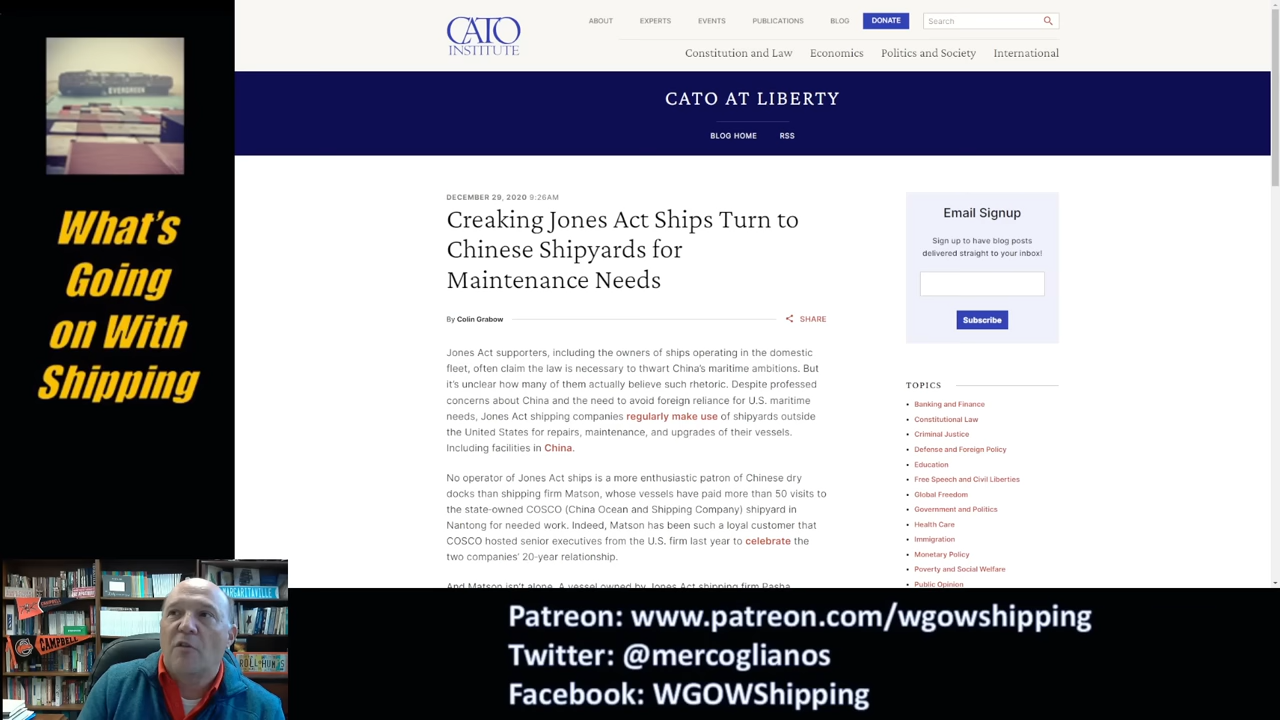 EVERGREEN
What's
Going
on With
Shipping
CATO
INSTITUTE
ABOUT EXPERTS EVENTS PUBLICATIONS BLOG DONATE Search
Constitution and Law Economics Politics and Society International
CATO AT LIBERTY
BLOG HOME RSS
DECEMBER 29, 2020 9:26AM
Creaking Jones Act Ships Turn to
Chinese Shipyards for
Maintenance Needs
By Colin Grabow SHARE
Jones Act supporters, including the owners of ships operating in the domestic
fleet, often claim the law is necessary to thwart China's maritime ambitions. But
it's unclear how many of them actually believe such rhetoric. Despite professed
concerns about China and the need to avoid foreign reliance for U.S. maritime
needs, Jones Act shipping companies regularly make use of shipyards outside
the United States for repairs, maintenance, and upgrades of their vessels.
Including facilities in China.
No operator of Jones Act ships is a more enthusiastic patron of Chinese dry
docks than shipping firm Matson, whose vessels have paid more than 50 visits to
the state-owned COSCO (China Ocean and Shipping Company) shipyard in
Nantong for needed work. Indeed, Matson has been such a loyal customer that
COSCO hosted senior executives from the U.S. firm last year to celebrate the
two companies' 20-year relationship.
And Matson isn't alone. A vessel owned by Jones Act shipping firm Pasha
Email Signup
Sign up to have blog posts
delivered straight to your inbox!
Subscribe
TOPICS
Banking and Finance
Constitutional Law
Criminal Justice
Defense and Foreign Policy
Education
Free Speech and Civil Liberties
Global Freedom
Government and Politics
Health Care
Immigration
Monetary Policy
Poverty and Social Welfare
Public Opinion
MARGARITAVILLE
CAMPBELL
Patreon: www.patreon.com/wgowshipping
Twitter: @mercoglianos
Facebook: WGOWShipping